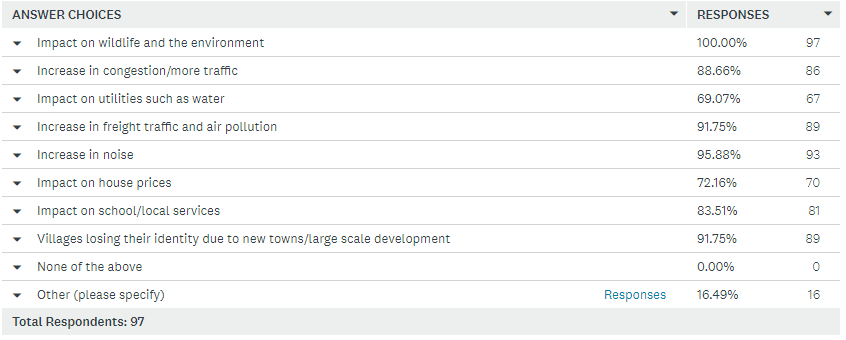 ANSWER CHOICES RESPONSES
Impact on wildlife and the environment 100.00% 97
Increase in congestion/more traffic 88.66% 86
Impact on utilities such as water 69.07% 67
Increase in freight traffic and air pollution 91.75% 89
Increase in noise 95.88% 93
Impact on house prices 72.16% 70
Impact on school/local services 83.51% 81
Villages losing their identity due to new towns/large scale development 91.75% 89
None of the above 0.00% 0
Other (please specify) Responses 16.49% 16
Total Respondents: 97